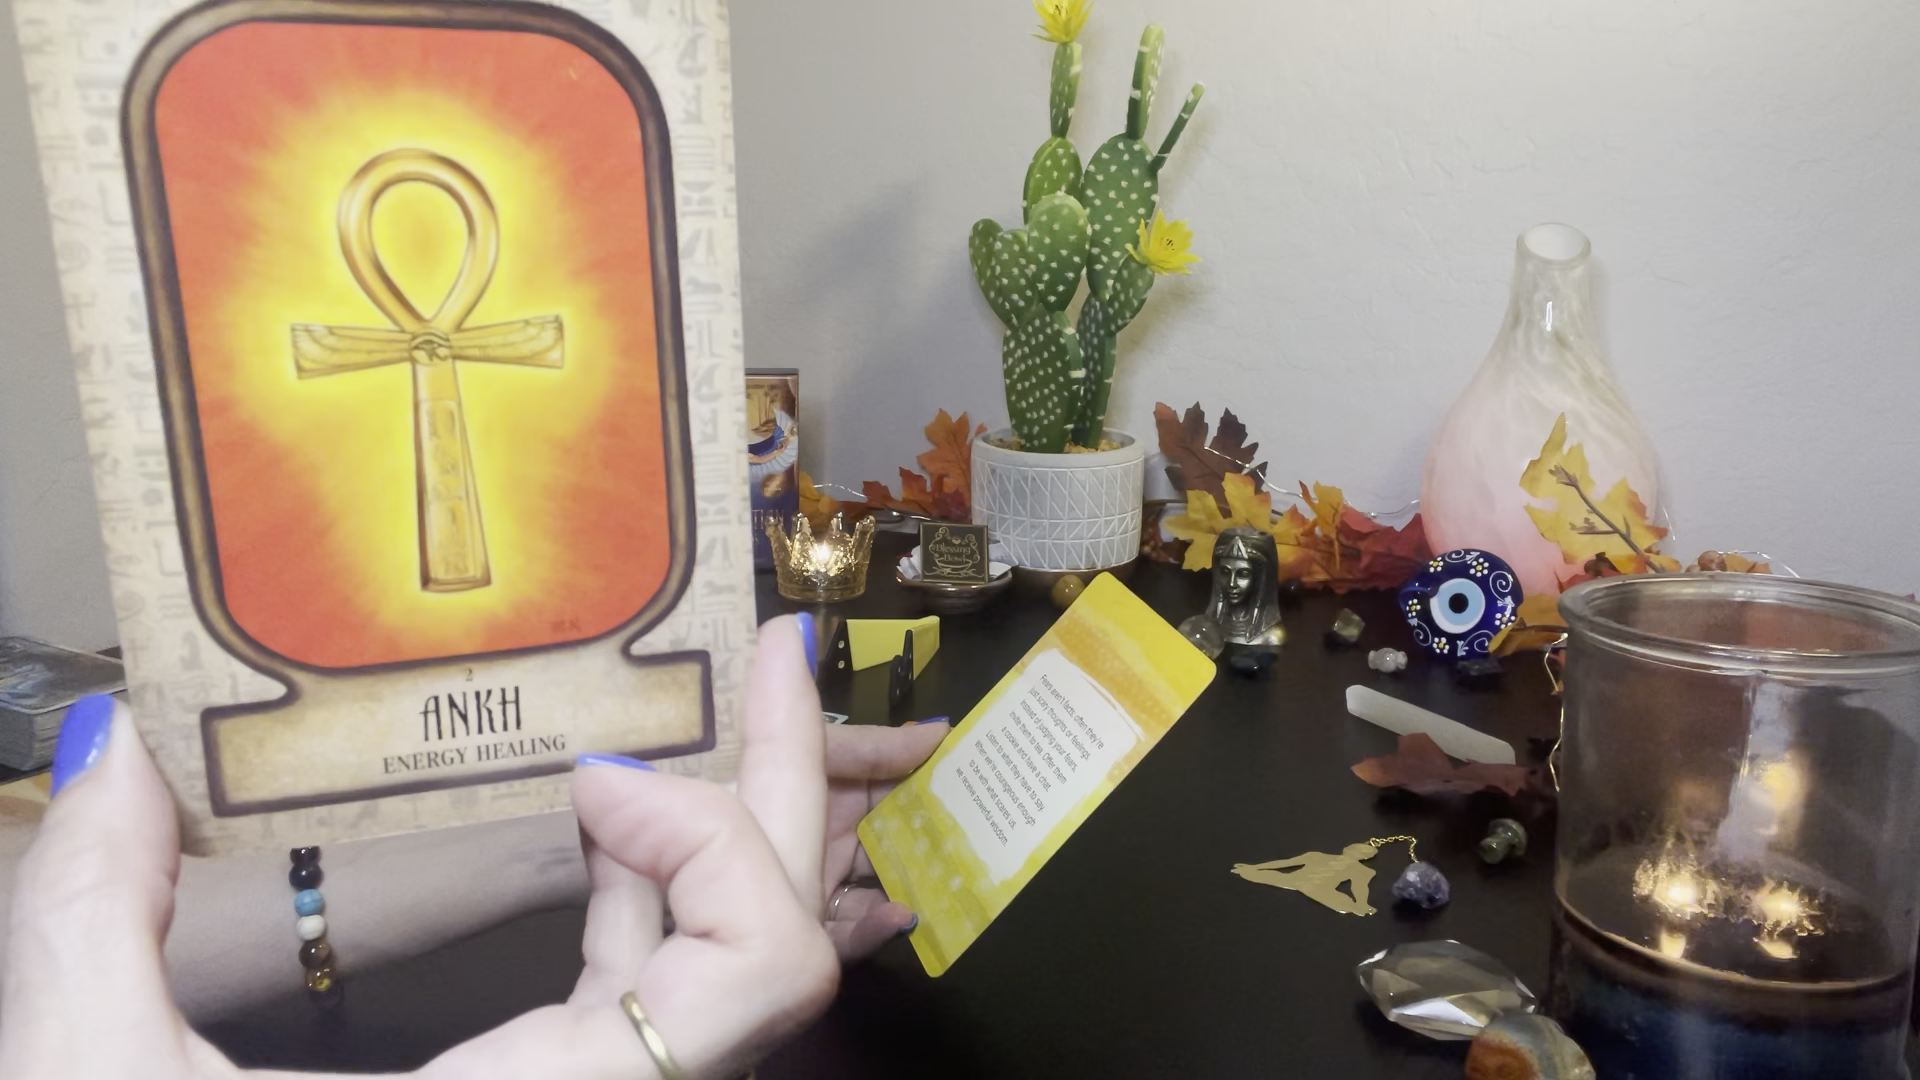 2
ANKH
ENERGY HEALING
Blessing
Bowl
Fears aren't facts; often they're
just scary thoughts or feelings.
Instead of judging your fears,
invite them to tea. Offer them
a cookie and have a chat.
Listen to what they have to say.
When we're courageous enough
to be with what scares us,
we receive powerful wisdom.